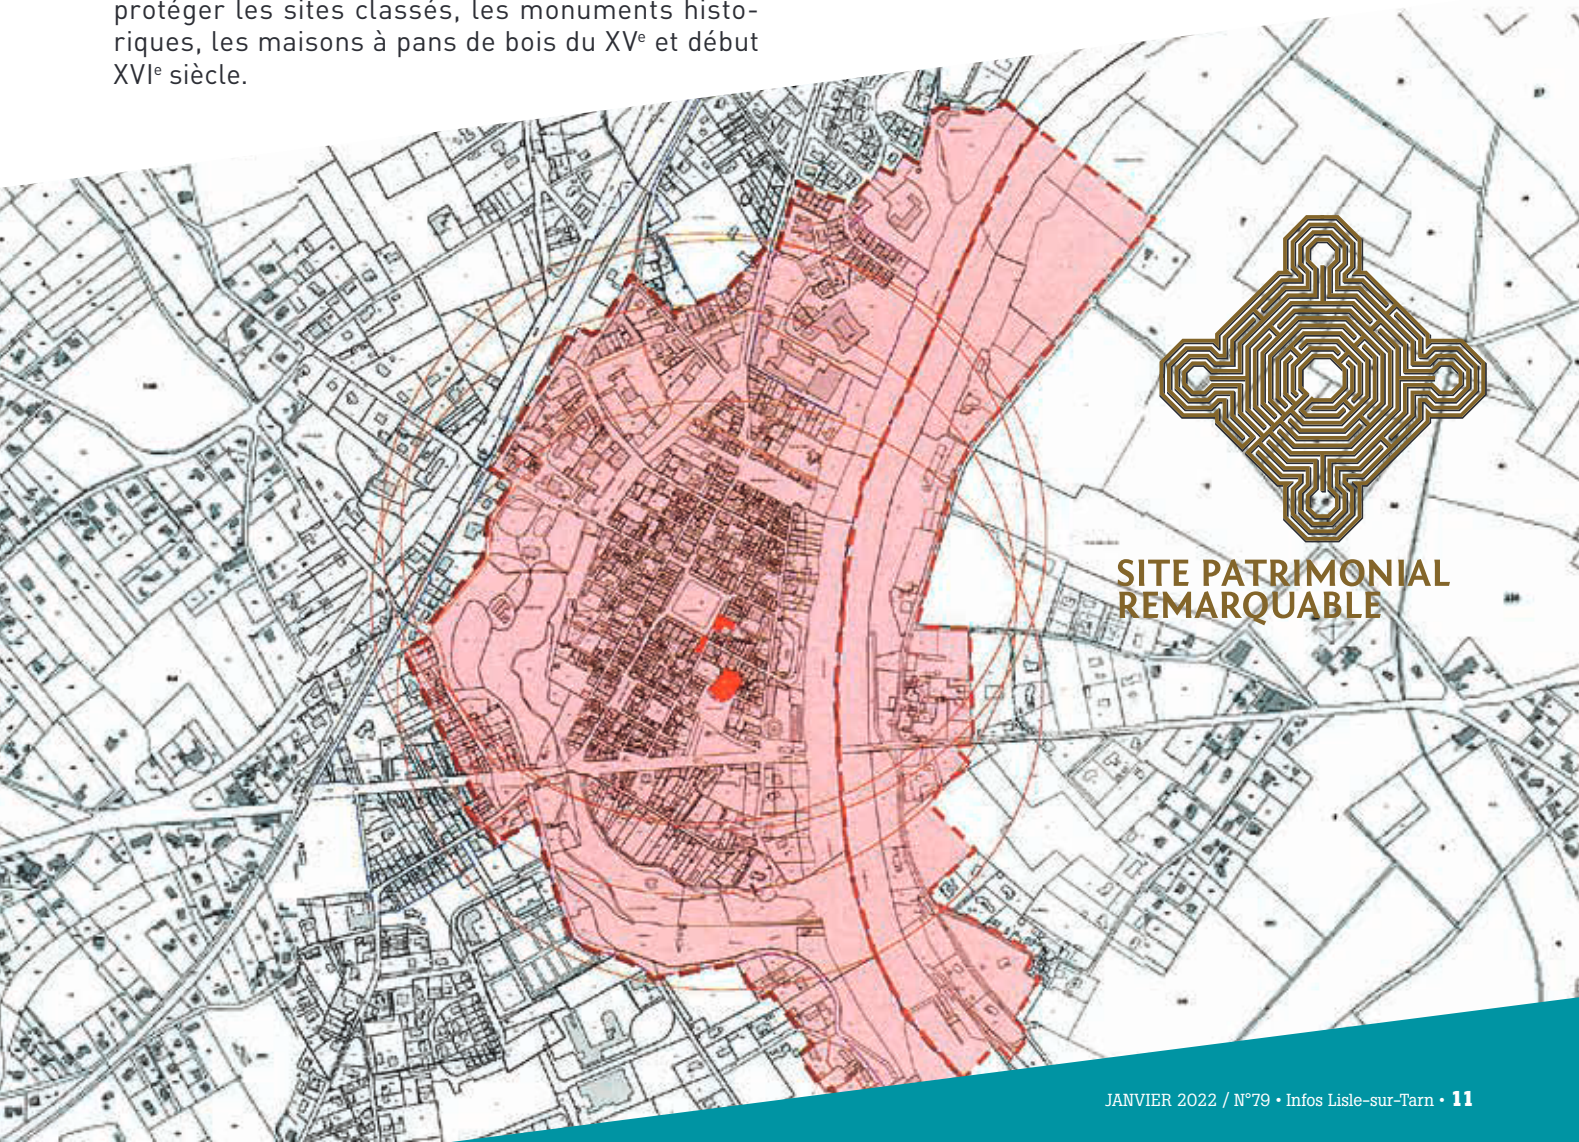 protéger les sites classés, les monuments histo-
riques, les maisons à pans de bois du XVᵉ et début
XVIᵉ siècle.
SITE PATRIMONIAL
REMARQUABLE
JANVIER 2022 / N°79 • Infos Lisle-sur-Tarn • 11